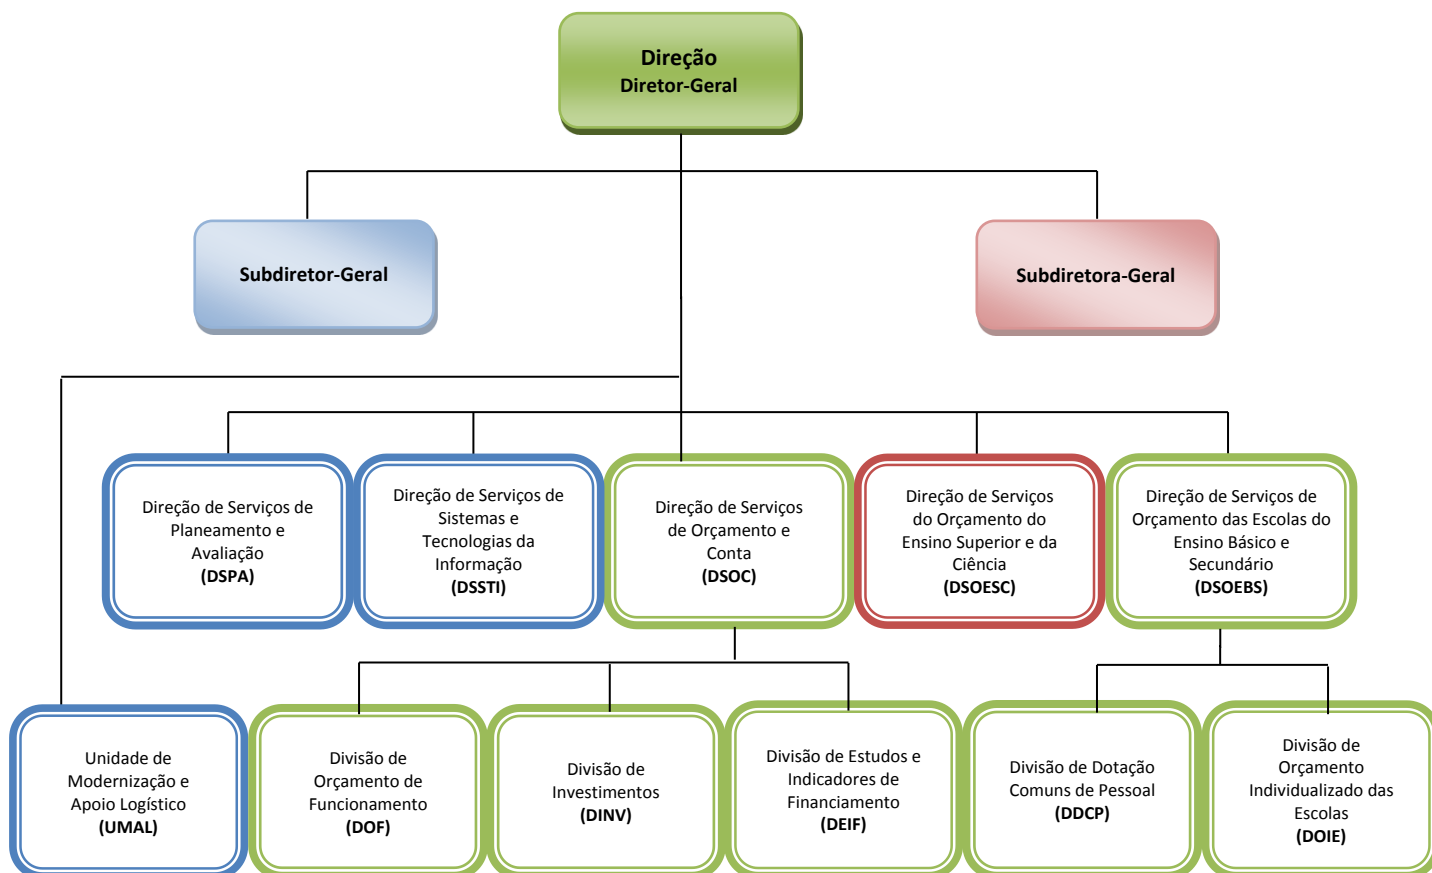 Direção
Diretor-Geral
Subdiretor-Geral
Subdiretora-Geral
Direção de Serviços de
Planeamento e
Avaliação
(DSPA)
Direção de Serviços de
Sistemas e
Tecnologias da
Informação
(DSSTI)
Direção de Serviços
de Orçamento e
Conta
(DSOC)
Direção de Serviços
do Orçamento do
Ensino Superior e da
Ciência
(DSOESC)
Direção de Serviços de
Orçamento das Escolas do
Ensino Básico e
Secundário
(DSOEBS)
Unidade de
Modernização e
Apoio Logístico
(UMAL)
Divisão de
Orçamento de
Funcionamento
(DOF)
Divisão de
Investimentos
(DINV)
Divisão de Estudos e
Indicadores de
Financiamento
(DEIF)
Divisão de Dotação
Comuns de Pessoal
(DDCP)
Divisão de
Orçamento
Individualizado das
Escolas
(DOIE)